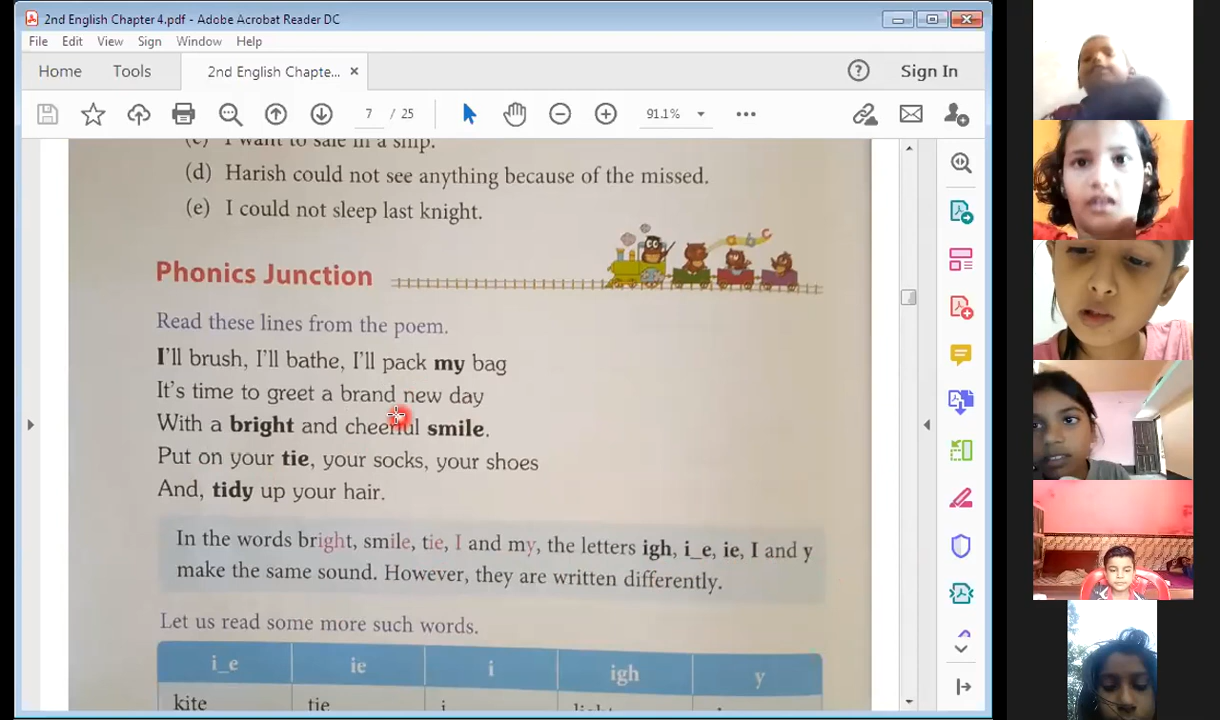 2nd English Chapter 4.pdf - Adobe Acrobat Reader DC
File Edit View Sign Window Help
Home Tools 2nd English Chapte... Sign In
7 / 25 91.1%
(c) I want to sale in a ship.
(d) Harish could not see anything because of the missed.
(e) I could not sleep last knight.
a b c
Phonics Junction
Read these lines from the poem.
I'll brush, I'll bathe, I'll pack my bag
It's time to greet a brand new day
With a bright and cheerful smile.
Put on your tie, your socks, your shoes
And, tidy up your hair.
In the words bright, smile, tie, I and my, the letters igh, i_e, ie, I and y
make the same sound. However, they are written differently.
Let us read some more such words.
i_e ie i igh y
kite tie